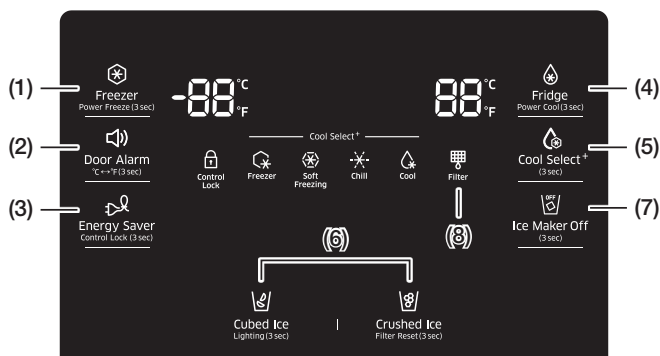 (1)
Freezer
Power Freeze (3 sec)
-88 °C
°F
88 °C
°F
Fridge
Power Cool (3 sec)
(4)
(2)
Door Alarm
°C↔°F (3 sec)
Cool Select+
Control
Lock
Freezer
Soft
Freezing
Chill
Cool
Filter
Cool Select+
(3 sec)
(5)
(3)
Energy Saver
Control Lock (3 sec)
(6)
(8)
OFF
Ice Maker Off
(3 sec)
(7)
Cubed Ice
Lighting (3 sec)
Crushed Ice
Filter Reset (3 sec)